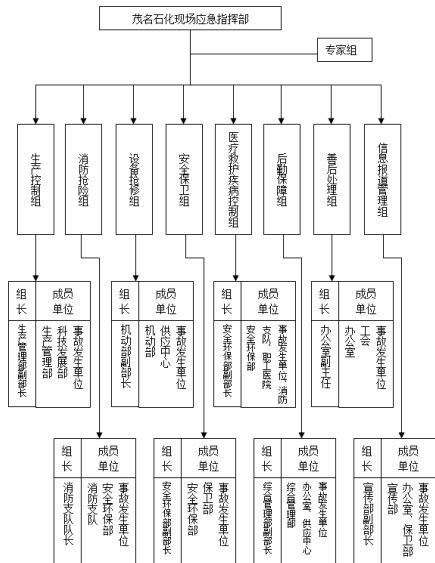 茂名石化现场应急指挥部
专家组
生产控制组
消防抢险组
设备抢修组
安全保卫组
医疗救护疾病控制组
后勤保障组
善后处理组
信息报道管理组
组长
成员单位
生产管理部副部长
事故发生单位
科技发展部
生产管理部
组长
成员单位
机动部副部长
事故发生单位
供应中心
机动部
组长
成员单位
安全环保部副部长
事故发生单位,消防
支队、职工医院
安全环保部
组长
成员单位
办公室副主任
事故发生单位
工会
办公室
组长
成员单位
消防支队队长
事故发生单位
安全环保部
消防支队
组长
成员单位
安全环保部副部长
事故发生单位
保卫部
安全环保部
组长
成员单位
综合管理部副部长
事故发生单位
办公室、供应中心
综合管理部
组长
成员单位
宣传部副部长
事故发生单位
办公室、保卫部
宣传部